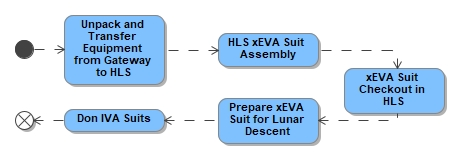 Unpack and
Transfer
Equipment
from Gateway
to HLS
HLS xEVA Suit
Assembly
xEVA Suit
Checkout in
HLS
Prepare xEVA
Suit for Lunar
Descent
Don IVA Suits